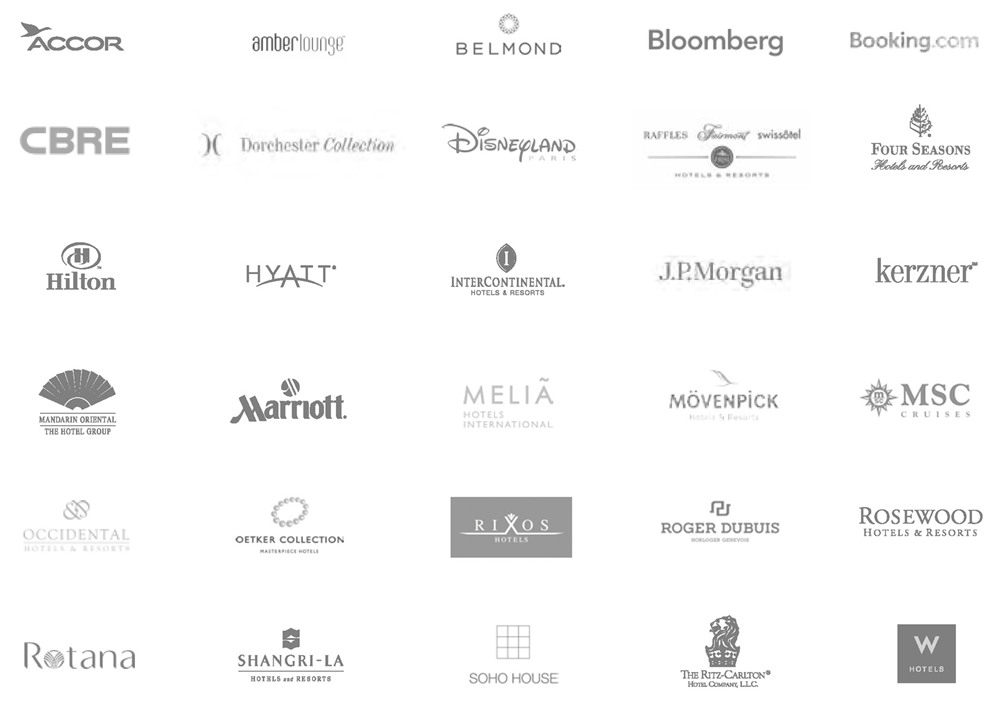 ACCOR
amberlounge
BELMOND
Bloomberg
Booking.com
CBRE
Dorchester Collection
DISNEYLAND
PARIS
RAFFLES Fairmont swissôtel
HOTELS & RESORTS
FOUR SEASONS
Hotels and Resorts
Hilton
HYATT
INTERCONTINENTAL.
HOTELS & RESORTS
J.P.Morgan
kerzner™
MANDARIN ORIENTAL
THE HOTEL GROUP
Marriott.
MELIÃ
HOTELS
INTERNATIONAL
MÖVENPICK
Hotels & Resorts
MSC
CRUISES
OCCIDENTAL
HOTELS & RESORTS
OETKER COLLECTION
MASTERPIECE HOTELS
RIXOS
HOTELS
ROGER DUBUIS
HORLOGER GENEVOIS
ROSEWOOD
HOTELS & RESORTS
Rotana
SHANGRI-LA
HOTELS and RESORTS
SOHO HOUSE
THE RITZ-CARLTON®
HOTEL COMPANY, L.L.C.
W
HOTELS